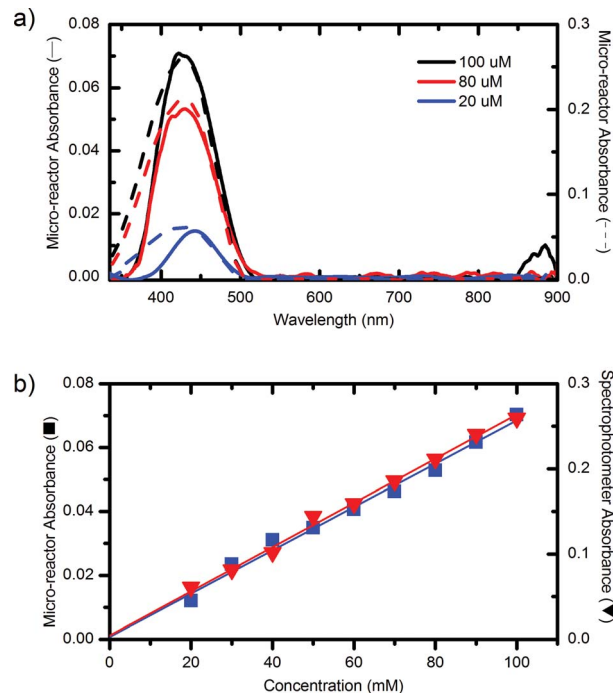 a)
Micro-reactor Absorbance (—)
0.08
0.06
0.04
0.02
0.00
0.3
0.2
0.1
0.0
Micro-reactor Absorbance (---)
100 uM
80 uM
20 uM
400 500 600 700 800 900
Wavelength (nm)
b)
Micro-reactor Absorbance (■)
0.08
0.06
0.04
0.02
0.00
0.3
0.2
0.1
0.0
Spectrophotometer Absorbance (▼)
0 20 40 60 80 100
Concentration (mM)